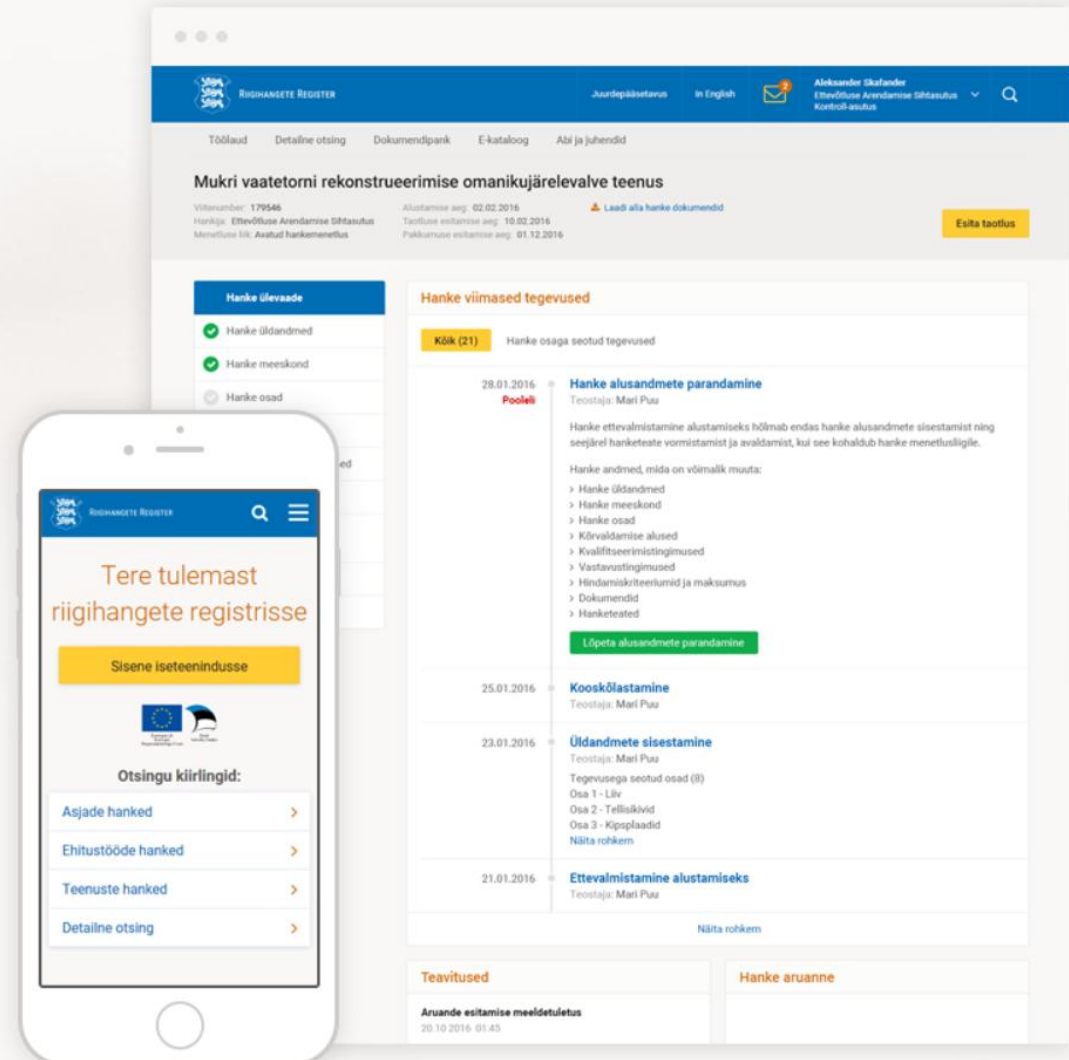 RIIGIHANGETE REGISTER
Juurdepääsetavus
In English
2
Aleksander Skafander
Ettevõtluse Arendamise Sihtasutus
Kontroll-asutus
Töölaud
Detailne otsing
Dokumendipank
E-kataloog
Abi ja juhendid
Mukri vaatetorni rekonstrueerimise omanikujärelevalve teenus
Viitenumber: 179546
Hankija: Ettevõtluse Arendamise Sihtasutus
Menetluse liik: Avatud hankemenetlus
Alustamise aeg: 02.02.2016
Taotluse esitamise aeg: 10.02.2016
Pakkumuse esitamise aeg: 01.12.2016
Laadi alla hanke dokumendid
Esita taotlus
Hanke ülevaade
Hanke üldandmed
Hanke meeskond
Hanke osad
ed
Hanke viimased tegevused
Kõik (21)
Hanke osaga seotud tegevused
28.01.2016
Pooleli
Hanke alusandmete parandamine
Teostaja: Mari Puu
Hanke ettevalmistamine alustamiseks hõlmab endas hanke alusandmete sisestamist ning
seejärel hanketeate vormistamist ja avaldamist, kui see kohaldub hanke menetlusliigile.
Hanke andmed, mida on võimalik muuta:
> Hanke üldandmed
> Hanke meeskond
> Hanke osad
> Kõrvaldamise alused
> Kvalifitseerimistingimused
> Vastavustingimused
> Hindamiskriteeriumid ja maksumus
> Dokumendid
> Hanketeated
Lõpeta alusandmete parandamine
25.01.2016
Kooskõlastamine
Teostaja: Mari Puu
23.01.2016
Üldandmete sisestamine
Teostaja: Mari Puu
Tegevusega seotud osad (8)
Osa 1 - Liiv
Osa 2 - Tellisikivid
Osa 3 - Kipsplaadid
Näita rohkem
21.01.2016
Ettevalmistamine alustamiseks
Teostaja: Mari Puu
Näita rohkem
Teavitused
Aruande esitamise meeldetuletus
20.10.2016 01:45
Hanke aruanne
RIIGIHANGETE REGISTER
Tere tulemast
riigihangete registrisse
Sisene iseteenindusse
Otsingu kiirlingid:
Asjade hanked
Ehitustööde hanked
Teenuste hanked
Detailne otsing